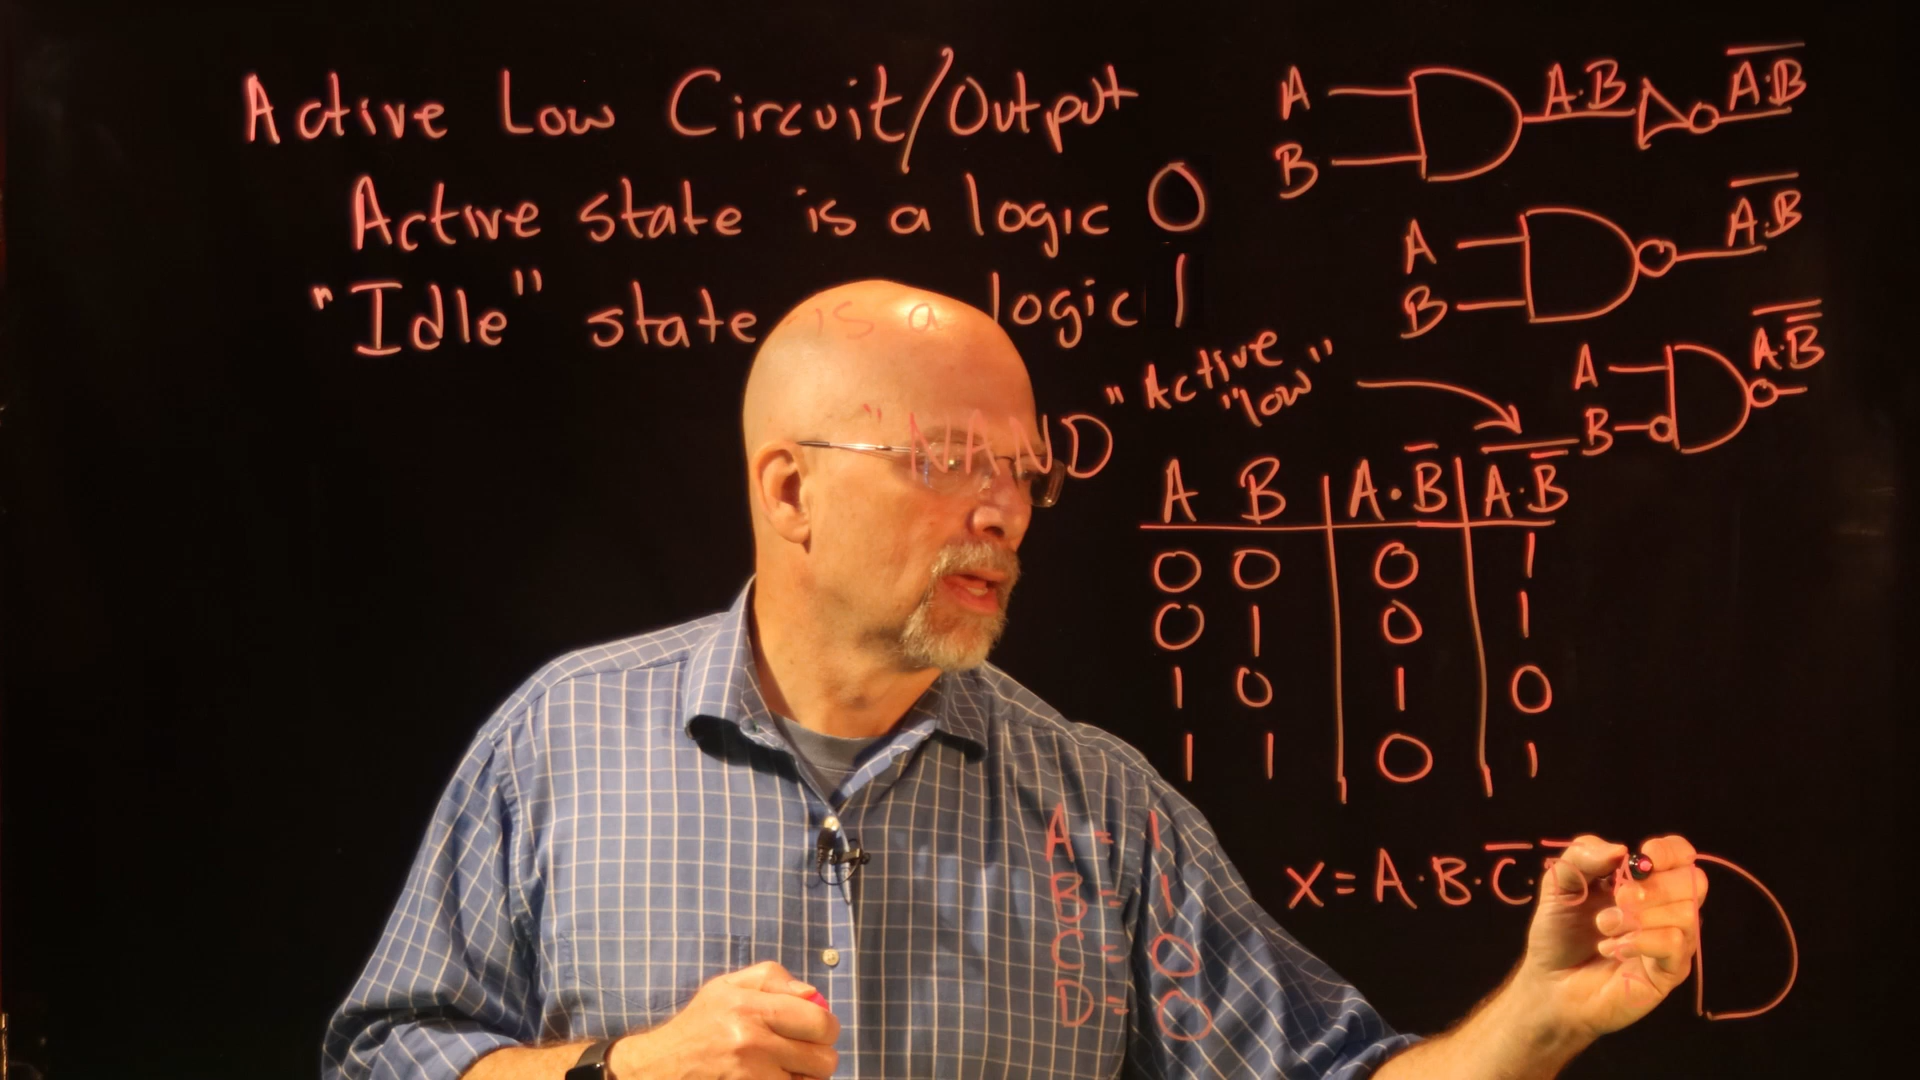 Active Low Circuit/Output
Active state is a logic 0
"Idle" state is a logic 1
"NAND"
"Active "low"
A
B
A·B
A̅·̅B̅
A
B
A̅·̅B̅
A
B
A̅·̅B̿
A B | A·B̅ | A̅·̅B̿
0 0 | 0 | 1
0 1 | 0 | 1
1 0 | 1 | 0
1 1 | 0 | 1
A = 1
B = 1
C = 0
D = 0
X = A·B·C̅·D̅